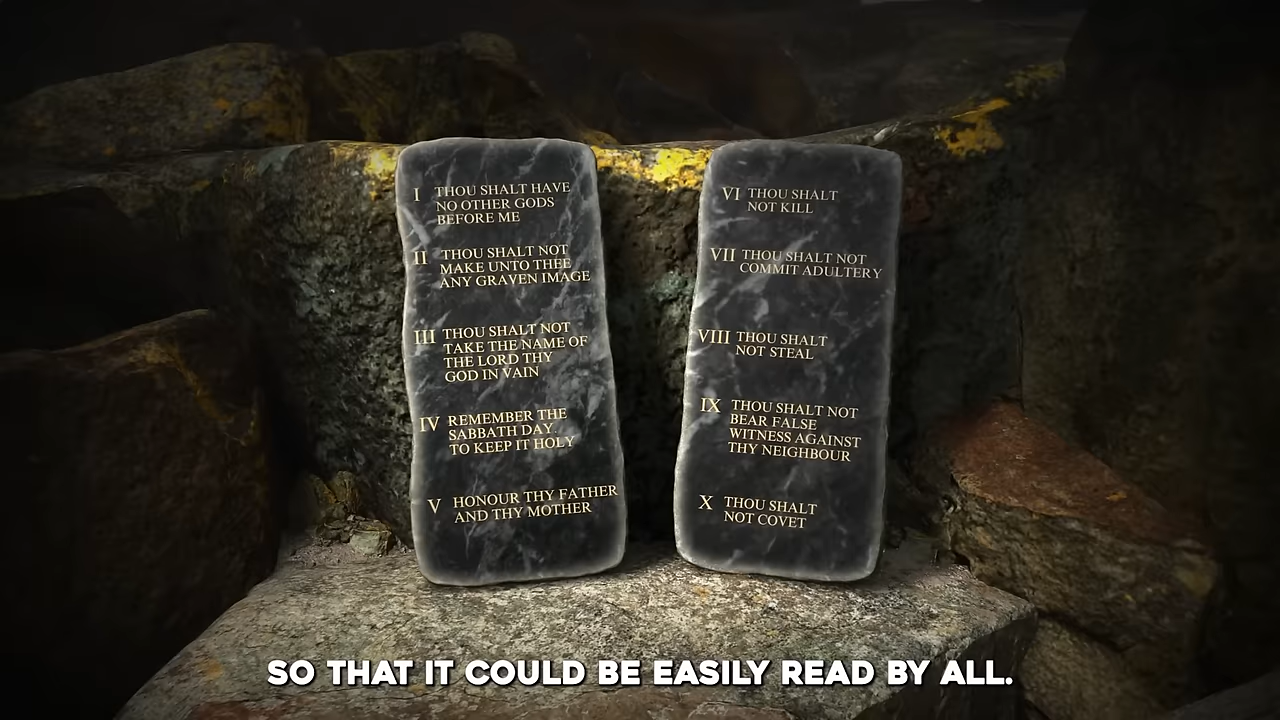 I THOU SHALT HAVE
NO OTHER GODS
BEFORE ME
II THOU SHALT NOT
MAKE UNTO THEE
ANY GRAVEN IMAGE
III THOU SHALT NOT
TAKE THE NAME OF
THE LORD THY
GOD IN VAIN
IV REMEMBER THE
SABBATH DAY.
TO KEEP IT HOLY
V HONOUR THY FATHER
AND THY MOTHER
VI THOU SHALT
NOT KILL
VII THOU SHALT NOT
COMMIT ADULTERY
VIII THOU SHALT
NOT STEAL
IX THOU SHALT NOT
BEAR FALSE
WITNESS AGAINST
THY NEIGHBOUR
X THOU SHALT
NOT COVET
SO THAT IT COULD BE EASILY READ BY ALL.